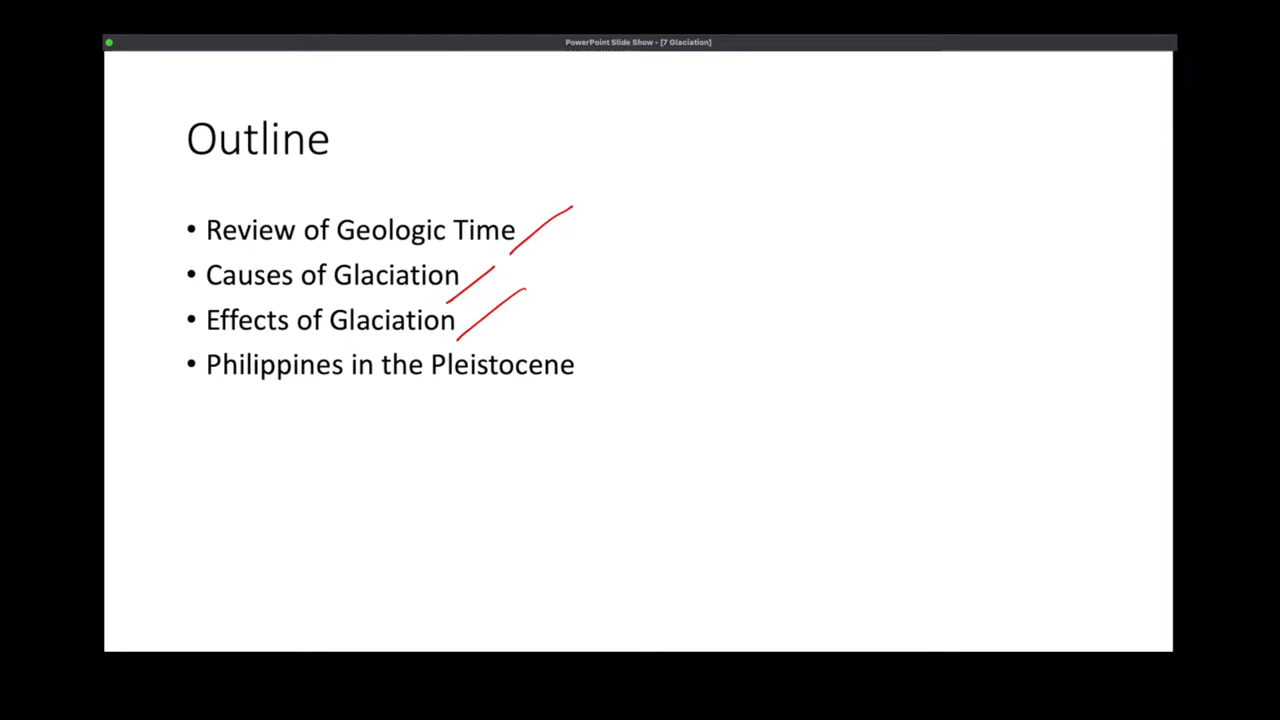 PowerPoint Slide Show - [7 Glaciation]
Outline
• Review of Geologic Time
• Causes of Glaciation
• Effects of Glaciation
• Philippines in the Pleistocene